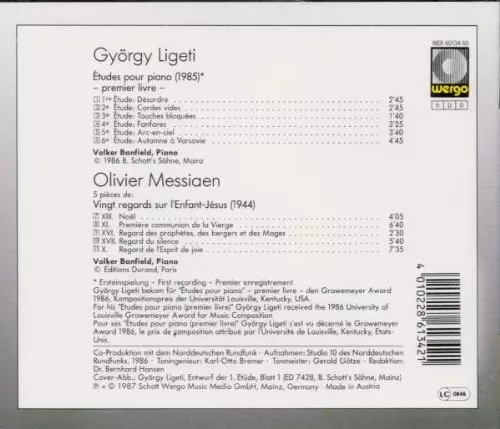 WER 60134-50
György Ligeti
wergo
Études pour piano (1985)*
– premier livre –
D D D
1 1re Étude: Désordre 2'45
2 2e Étude: Cordes vides 2'45
3 3e Étude: Touches bloquées 1'40
4 4e Étude: Fanfares 3'25
5 5e Étude: Arc-en-ciel 3'40
6 6e Étude: Automne à Varsovie 4'45
Volker Banfield, Piano
© 1986 B. Schott's Söhne, Mainz
Olivier Messiaen
5 pièces de:
Vingt regards sur l'Enfant-Jésus (1944)
7 XIII. Noël 4'05
8 XI. Première communion de la Vierge 6'40
9 XVI. Regard des prophètes, des bergers et des Mages 2'30
10 XVII. Regard du silence 5'40
11 X. Regard de l'Esprit de joie 7'35
Volker Banfield, Piano
© Editions Durand, Paris
* Ersteinspielung – First recording – Premier enregistrement
György Ligeti bekam für "Études pour piano" – premier livre – den Grawemeyer Award
1986, Kompositionspreis der Universität Louisville, Kentucky, USA.
For his "Etudes pour piano (premier livre)" György Ligeti received the 1986 University of
Louisville Grawemeyer Award for Music Composition
Pour ses "Études pour piano (premier livre)" György Ligeti s'est vu décerné le Grawemeyer
Award 1986, le prix de composition attribué par l'Université de Louisville, Kentucky, Etats-
Unis.
Co-Produktion mit dem Norddeutschen Rundfunk · Aufnahmen: Studio 10 des Norddeutschen
Rundfunks, 1986 · Toningenieur: Karl-Otto Bremer · Tonmeister: Gerald Götze · Redaktion:
Dr. Bernhard Hansen
Cover-Abb.: György Ligeti, Entwurf der 1. Etüde, Blatt 1 (ED 7428, B. Schott's Söhne, Mainz)
℗ + © 1987 Schott Wergo Music Media GmbH, Mainz, Germany · Made in Austria
4 010228 613421
LC 0846